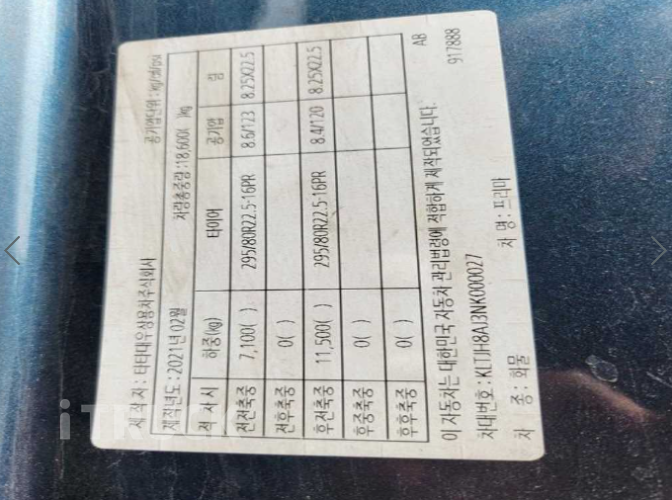 제 작 자 : 타타대우상용차주식회사 공기압단위 : kg/㎠/psi
제작년도 : 2021년 02월 차량총중량 : 18,600( )kg
적 차 시 하중(kg) 타이어 공기압 림
전전축중 7,100( ) 295/80R22.5-16PR 8.6/123 8.25X22.5
전후축중 0( )
후전축중 11,500( ) 295/80R22.5-16PR 8.4/120 8.25X22.5
후중축중 0( )
후후축중 0( )
이 자동차는 대한민국 자동차 관리법령에 적합하게 제작되었습니다. AB
차대번호 : KLTJH8AJ3NK000027 917888
차 종 : 화물 차 명 : 프리마